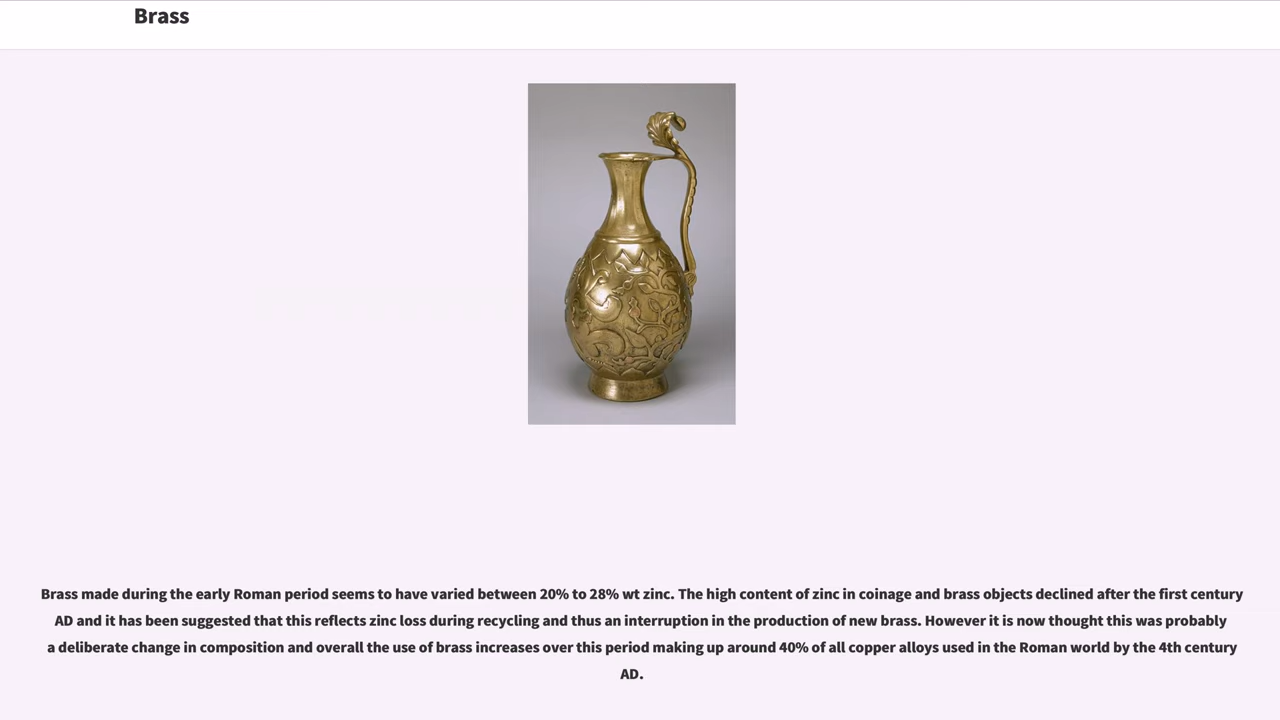 Brass
Brass made during the early Roman period seems to have varied between 20% to 28% wt zinc. The high content of zinc in coinage and brass objects declined after the first century
AD and it has been suggested that this reflects zinc loss during recycling and thus an interruption in the production of new brass. However it is now thought this was probably
a deliberate change in composition and overall the use of brass increases over this period making up around 40% of all copper alloys used in the Roman world by the 4th century
AD.